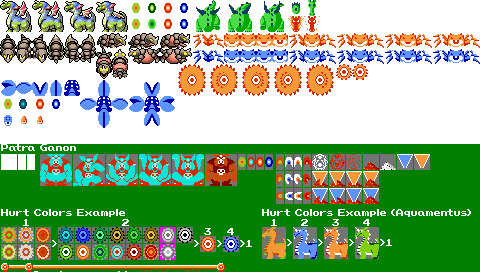 Patra Ganon
Hurt Colors Example
1 2 3 4
>1
Hurt Colors Example (Aquamentus)
1 2 3 4
>1